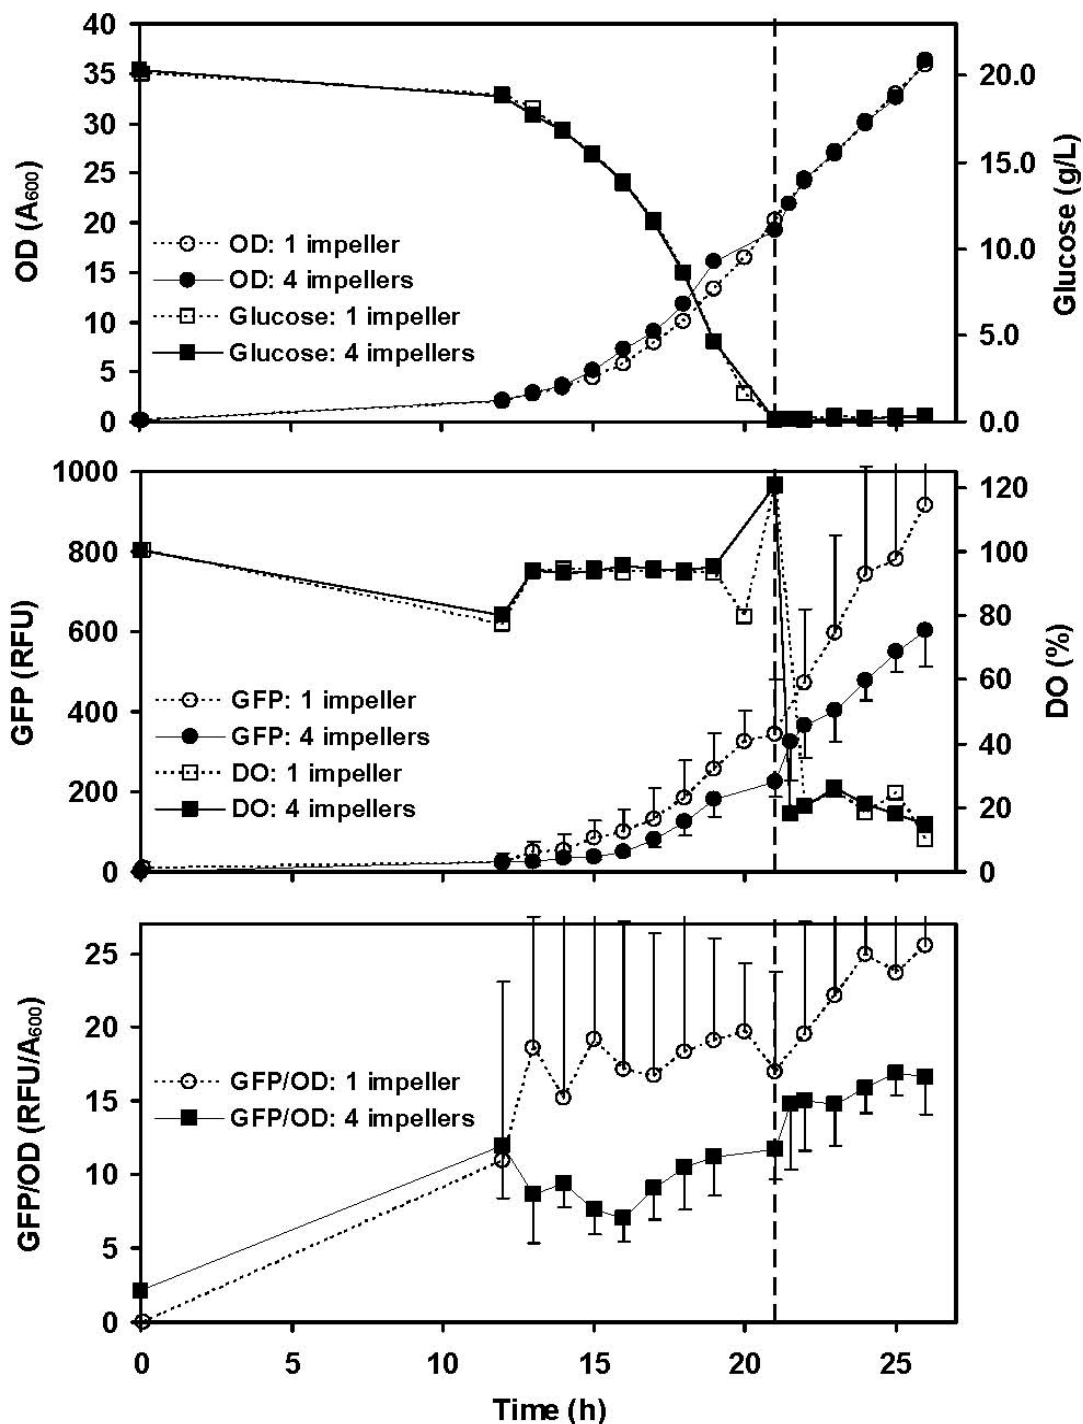 40
35
30
25
20
15
10
5
0
OD (A600)
20.0
15.0
10.0
5.0
0.0
Glucose (g/L)
OD: 1 impeller
OD: 4 impellers
Glucose: 1 impeller
Glucose: 4 impellers
1000
800
600
400
200
0
GFP (RFU)
120
100
80
60
40
20
0
DO (%)
GFP: 1 impeller
GFP: 4 impellers
DO: 1 impeller
DO: 4 impellers
25
20
15
10
5
0
GFP/OD (RFU/A600)
GFP/OD: 1 impeller
GFP/OD: 4 impellers
0 5 10 15 20 25
Time (h)